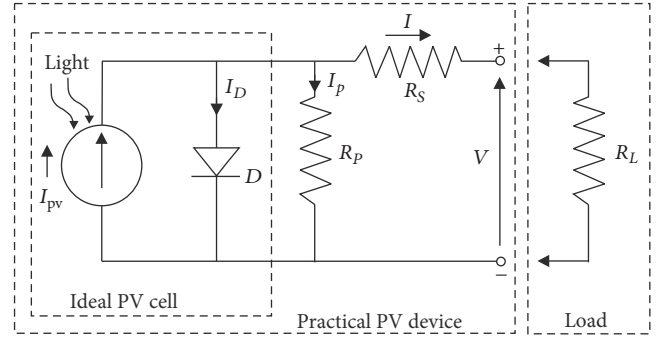 Light
I_pv
I_D
D
I_p
R_P
I
R_S
+
V
−
R_L
Ideal PV cell
Practical PV device
Load